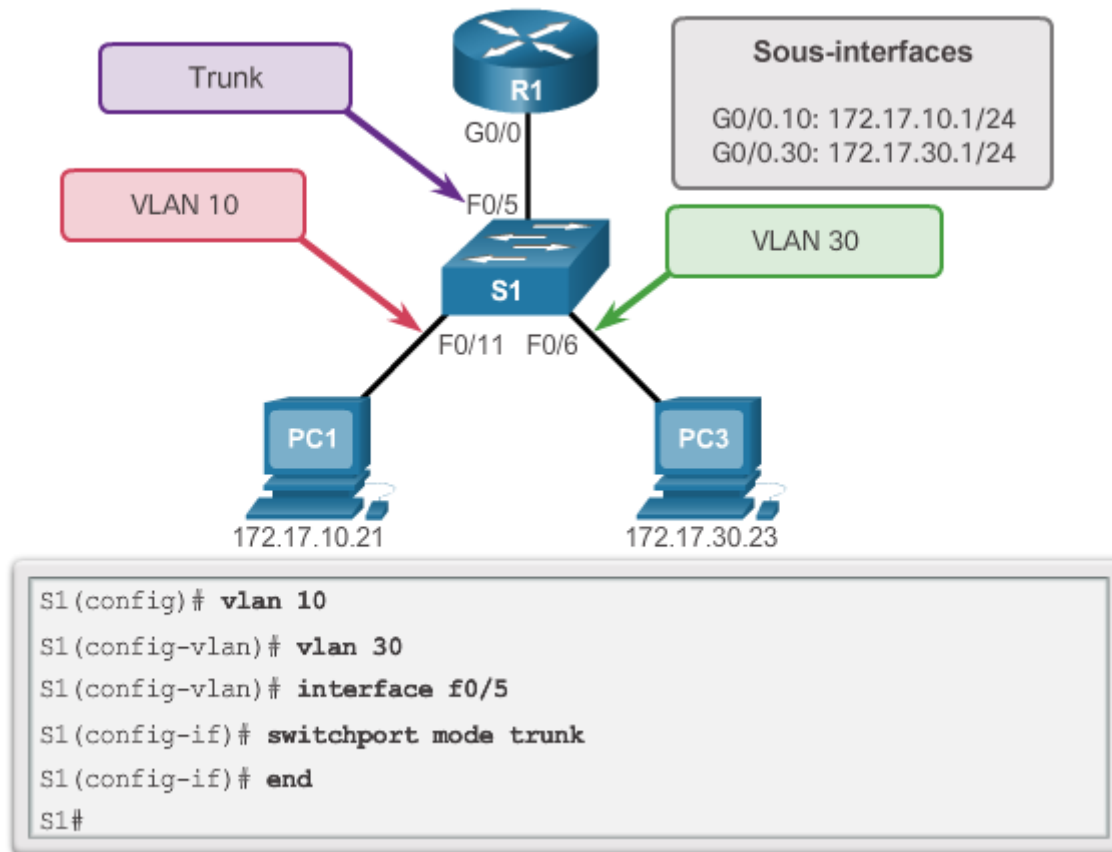 Trunk
R1
Sous-interfaces
G0/0.10: 172.17.10.1/24
G0/0.30: 172.17.30.1/24
G0/0
VLAN 10
F0/5
VLAN 30
S1
F0/11
F0/6
PC1
PC3
172.17.10.21
172.17.30.23
S1(config)# vlan 10
S1(config-vlan)# vlan 30
S1(config-vlan)# interface f0/5
S1(config-if)# switchport mode trunk
S1(config-if)# end
S1#